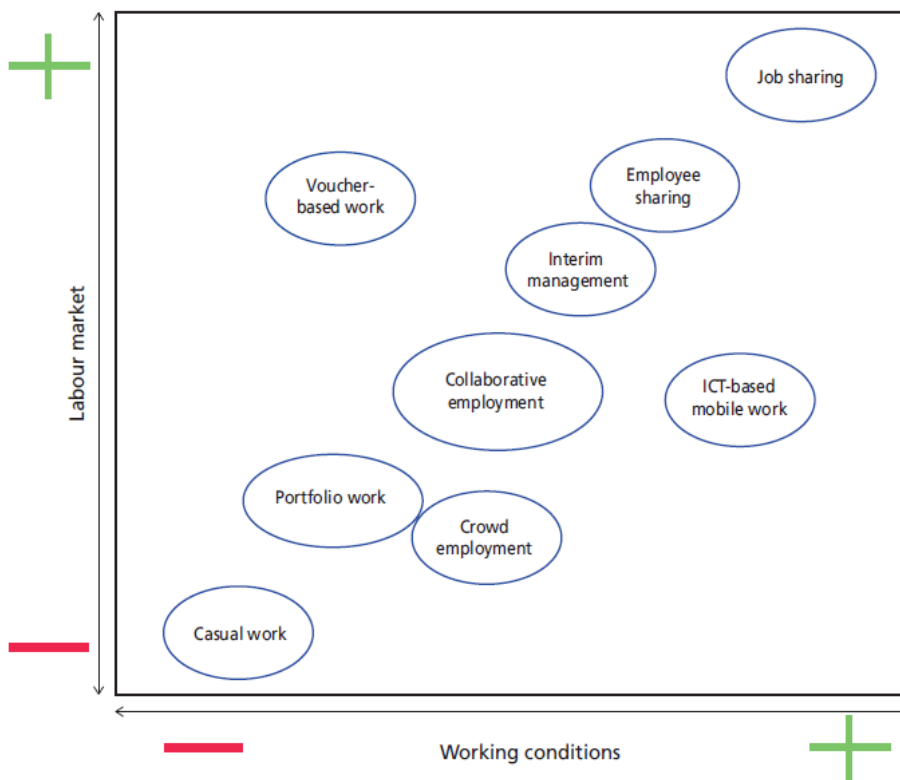 Job sharing
Employee
sharing
Voucher-
based work
Interim
management
Labour market
Collaborative
employment
ICT-based
mobile work
Portfolio work
Crowd
employment
Casual work
Working conditions